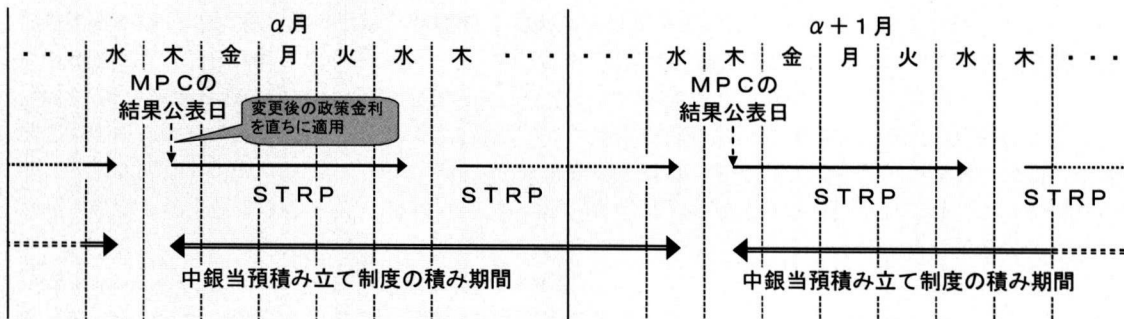 α月
α＋1月
・・・ 水 木 金 月 火 水 木 ・・・・ 水 木 金 月 火 水 木 ・・・
MPCの
結果公表日
変更後の政策金利
を直ちに適用
MPCの
結果公表日
STRP
STRP
STRP
STRP
中銀当預積み立て制度の積み期間
中銀当預積み立て制度の積み期間